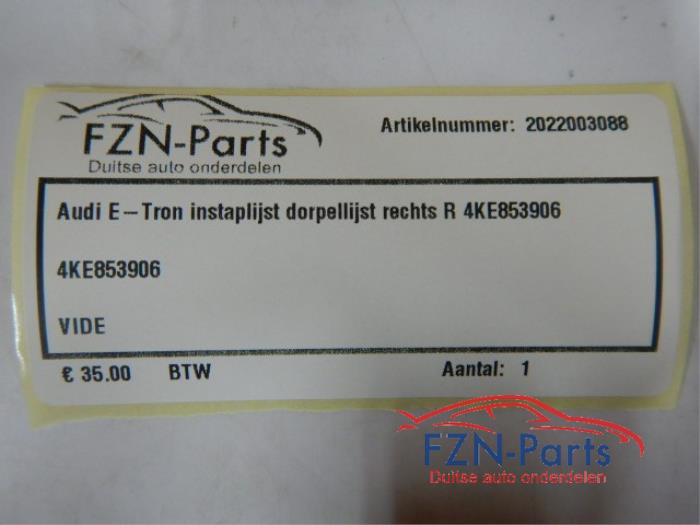 FZN-Parts
Duitse auto onderdelen
Artikelnummer: 2022003088
Audi E-Tron instaplijst dorpellijst rechts R 4KE853906
4KE853906
VIDE
€ 35.00 BTW Aantal: 1
FZN-Parts
Duitse auto onderdelen